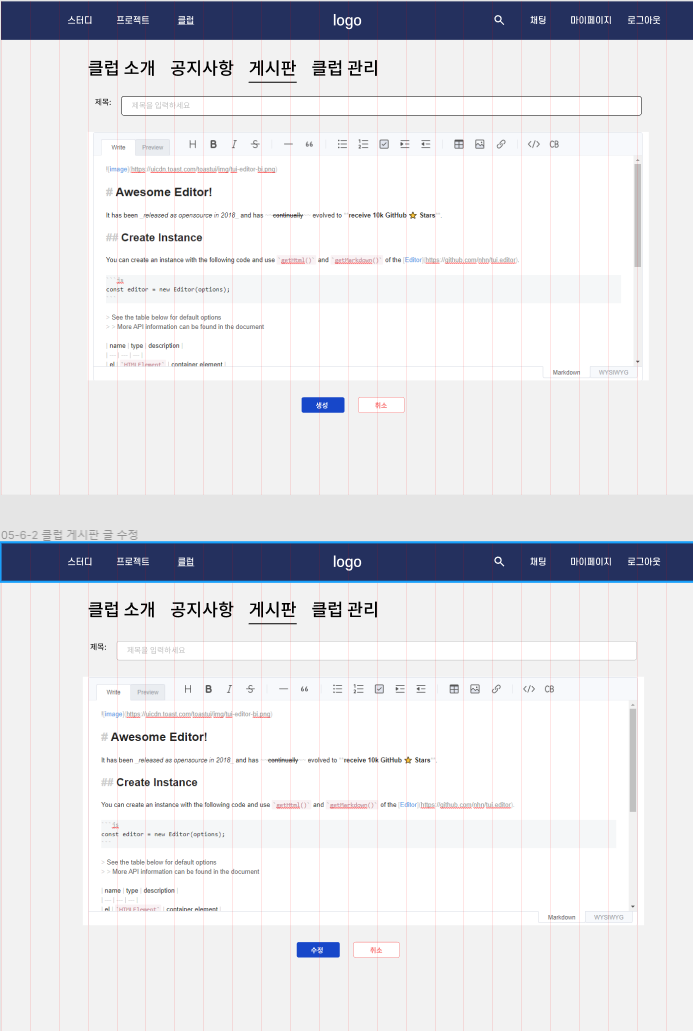 스터디 프로젝트 클럽 logo 채팅 마이페이지 로그아웃
클럽 소개 공지사항 게시판 클럽 관리
제목: 제목을 입력하세요
Write Preview H B I S — “ </> CB
![image](https://uicdn.toast.com/toastui/img/tui-editor-bi.png)
# Awesome Editor!
It has been _released as opensource in 2018_ and has ~~continually~~ evolved to **receive 10k GitHub ⭐ Stars**.
## Create Instance
You can create an instance with the following code and use `getHtml()` and `getMarkdown()` of the [Editor](https://github.com/nhn/tui.editor).
```js
const editor = new Editor(options);
```
> See the table below for default options
> > More API information can be found in the document
| name | type | description |
| --- | --- | --- |
| el | `HTMLElement` | container element |
Markdown WYSIWYG
생성 취소
05-6-2 클럽 게시판 글 수정
스터디 프로젝트 클럽 logo 채팅 마이페이지 로그아웃
클럽 소개 공지사항 게시판 클럽 관리
제목: 제목을 입력하세요
Write Preview H B I S — “ </> CB
![image](https://uicdn.toast.com/toastui/img/tui-editor-bi.png)
# Awesome Editor!
It has been _released as opensource in 2018_ and has ~~continually~~ evolved to **receive 10k GitHub ⭐ Stars**.
## Create Instance
You can create an instance with the following code and use `getHtml()` and `getMarkdown()` of the [Editor](https://github.com/nhn/tui.editor).
```js
const editor = new Editor(options);
```
> See the table below for default options
> > More API information can be found in the document
| name | type | description |
| --- | --- | --- |
| el | `HTMLElement` | container element |
Markdown WYSIWYG
수정 취소